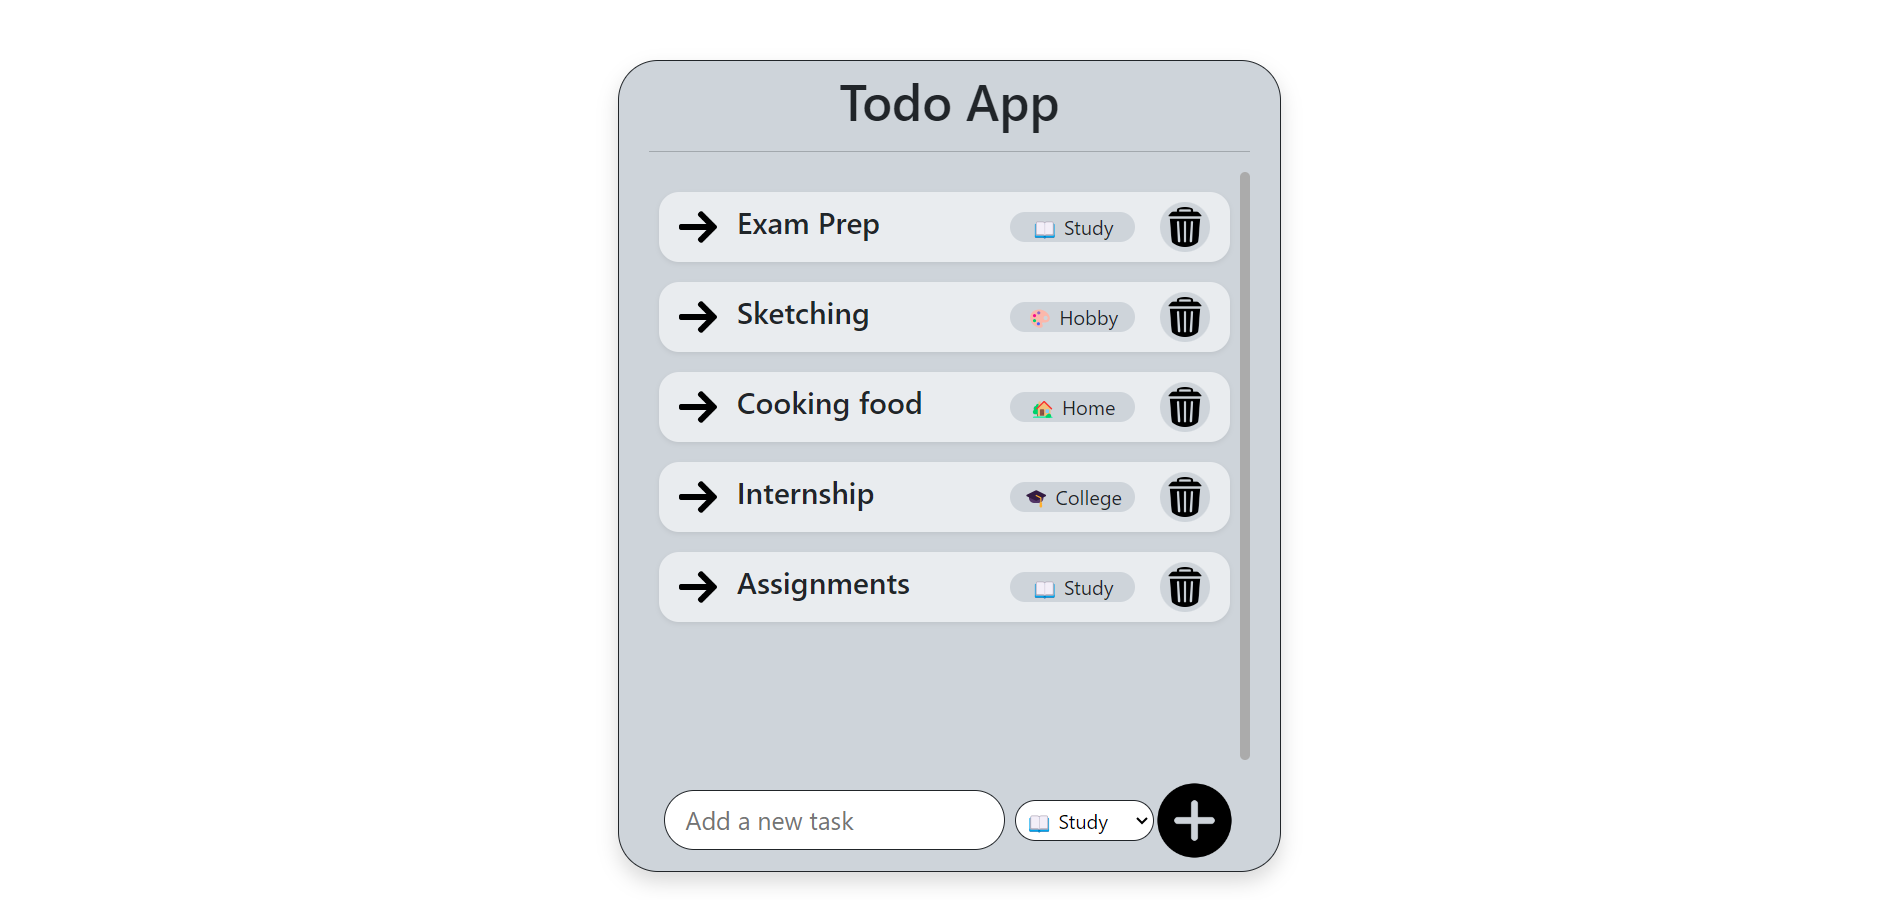 Todo App
Exam Prep 📖 Study
Sketching 🎨 Hobby
Cooking food 🏡 Home
Internship 🎓 College
Assignments 📖 Study
Add a new task 📖 Study